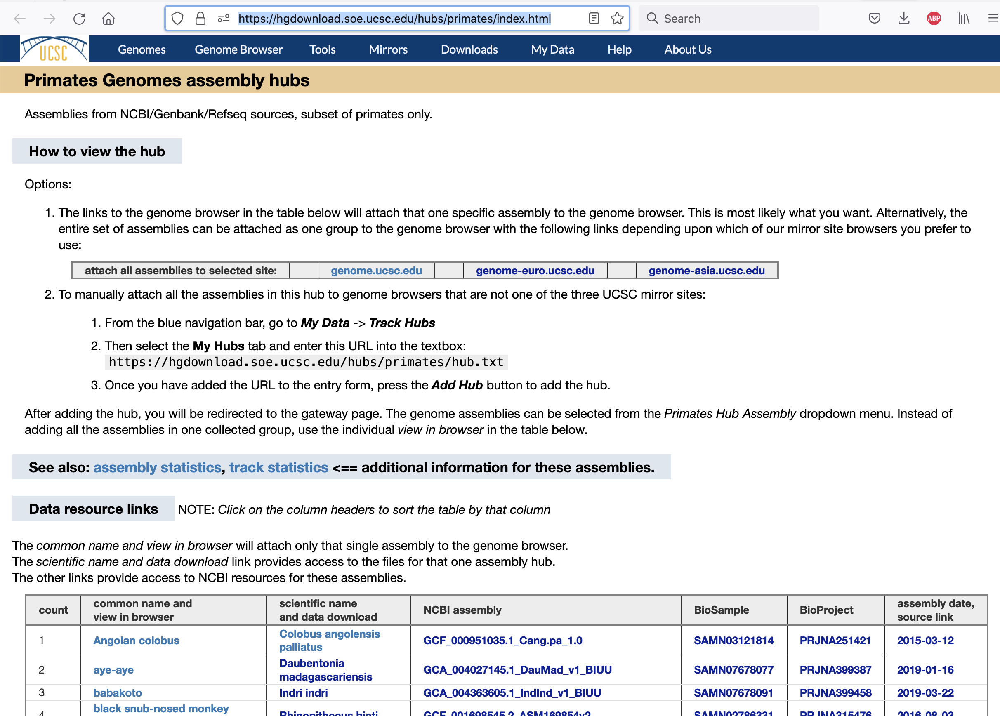 https://hgdownload.soe.ucsc.edu/hubs/primates/index.html
Search
ABP
UCSC
Genomes
Genome Browser
Tools
Mirrors
Downloads
My Data
Help
About Us
Primates Genomes assembly hubs
Assemblies from NCBI/Genbank/Refseq sources, subset of primates only.
How to view the hub
Options:
1. The links to the genome browser in the table below will attach that one specific assembly to the genome browser. This is most likely what you want. Alternatively, the
entire set of assemblies can be attached as one group to the genome browser with the following links depending upon which of our mirror site browsers you prefer to
use:
attach all assemblies to selected site: genome.ucsc.edu genome-euro.ucsc.edu genome-asia.ucsc.edu
2. To manually attach all the assemblies in this hub to genome browsers that are not one of the three UCSC mirror sites:
1. From the blue navigation bar, go to My Data -> Track Hubs
2. Then select the My Hubs tab and enter this URL into the textbox:
https://hgdownload.soe.ucsc.edu/hubs/primates/hub.txt
3. Once you have added the URL to the entry form, press the Add Hub button to add the hub.
After adding the hub, you will be redirected to the gateway page. The genome assemblies can be selected from the Primates Hub Assembly dropdown menu. Instead of
adding all the assemblies in one collected group, use the individual view in browser in the table below.
See also: assembly statistics, track statistics <== additional information for these assemblies.
Data resource links NOTE: Click on the column headers to sort the table by that column
The common name and view in browser will attach only that single assembly to the genome browser.
The scientific name and data download link provides access to the files for that one assembly hub.
The other links provide access to NCBI resources for these assemblies.
count
common name and
view in browser
scientific name
and data download
NCBI assembly
BioSample
BioProject
assembly date,
source link
1
Angolan colobus
Colobus angolensis
palliatus
GCF_000951035.1_Cang.pa_1.0
SAMN03121814
PRJNA251421
2015-03-12
2
aye-aye
Daubentonia
madagascariensis
GCA_004027145.1_DauMad_v1_BIUU
SAMN07678077
PRJNA399387
2019-01-16
3
babakoto
Indri indri
GCA_004363605.1_IndInd_v1_BIUU
SAMN07678091
PRJNA399458
2019-03-22
4
black snub-nosed monkey
Rhinopithecus bieti
GCF_001698545.2_ASM169854v2
SAMN02786331
PRJNA315476
2016-08-03